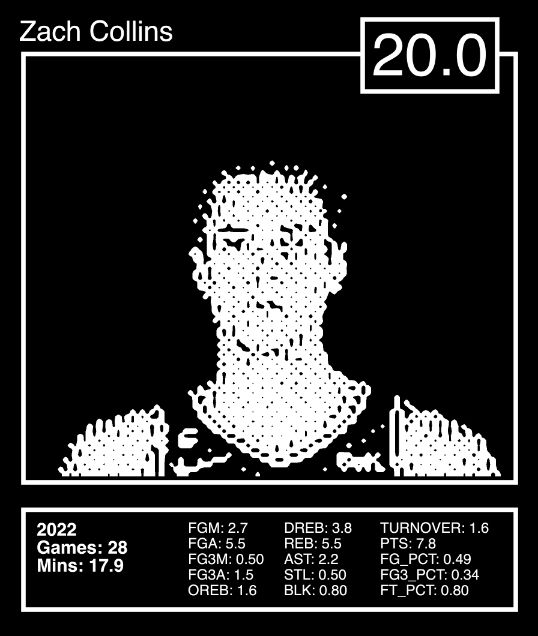 Zach Collins
20.0
2022
Games: 28
Mins: 17.9
FGM: 2.7
FGA: 5.5
FG3M: 0.50
FG3A: 1.5
OREB: 1.6
DREB: 3.8
REB: 5.5
AST: 2.2
STL: 0.50
BLK: 0.80
TURNOVER: 1.6
PTS: 7.8
FG_PCT: 0.49
FG3_PCT: 0.34
FT_PCT: 0.80